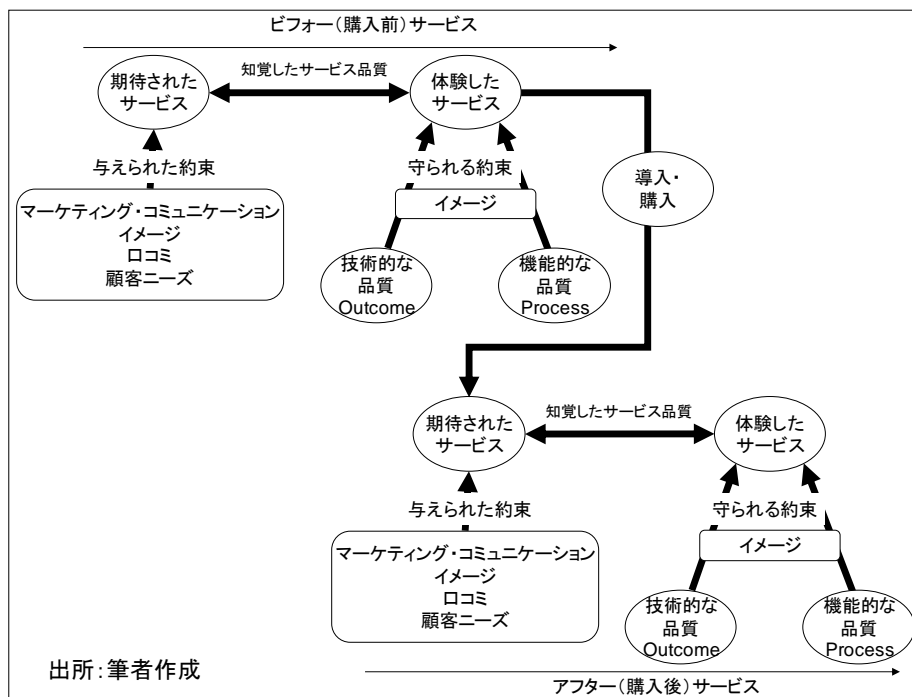 ビフォー(購入前)サービス
期待された
サービス
知覚したサービス品質
体験した
サービス
与えられた約束
守られる約束
導入・
購入
マーケティング・コミュニケーション
イメージ
口コミ
顧客ニーズ
イメージ
技術的な
品質
Outcome
機能的な
品質
Process
期待された
サービス
知覚したサービス品質
体験した
サービス
与えられた約束
守られる約束
マーケティング・コミュニケーション
イメージ
口コミ
顧客ニーズ
イメージ
技術的な
品質
Outcome
機能的な
品質
Process
出所:筆者作成
アフター(購入後)サービス